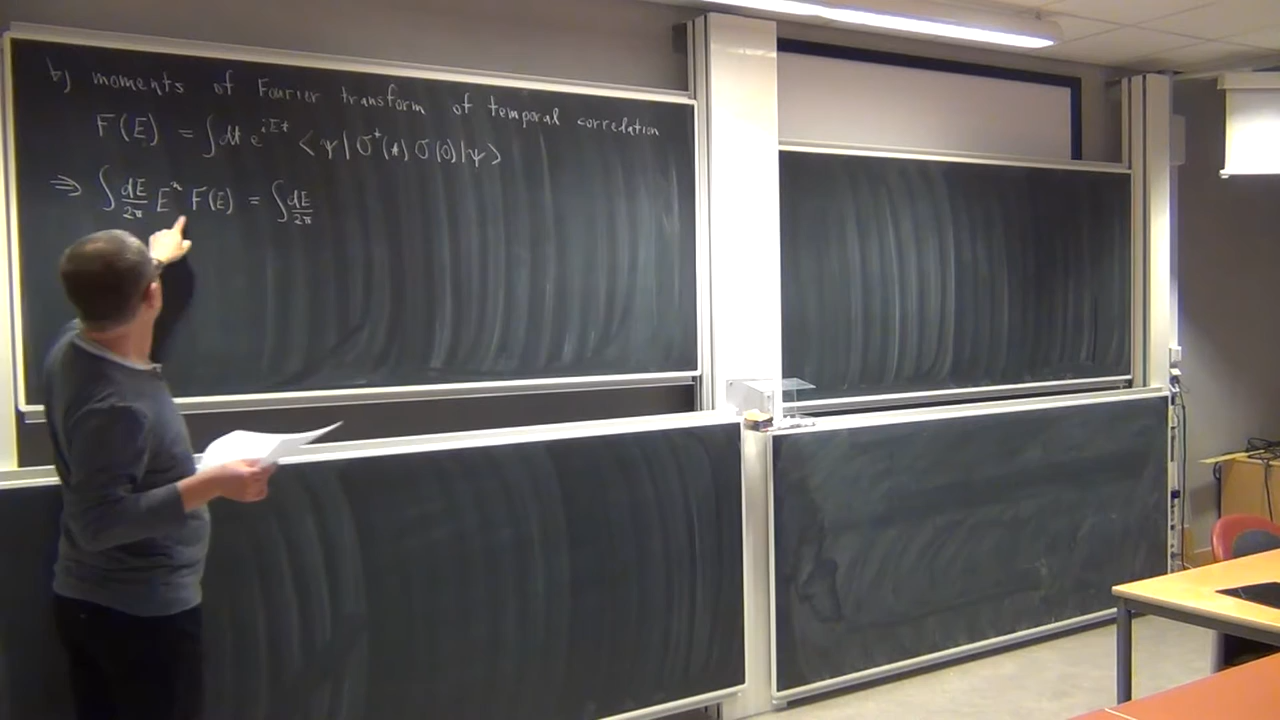 b) moments of Fourier transform of temporal correlation
F(E) = ∫dt e^{iEt} <ψ|σ^†(t) σ(0)|ψ>
⇒ ∫ dE/2π E^n F(E) = ∫ dE/2π